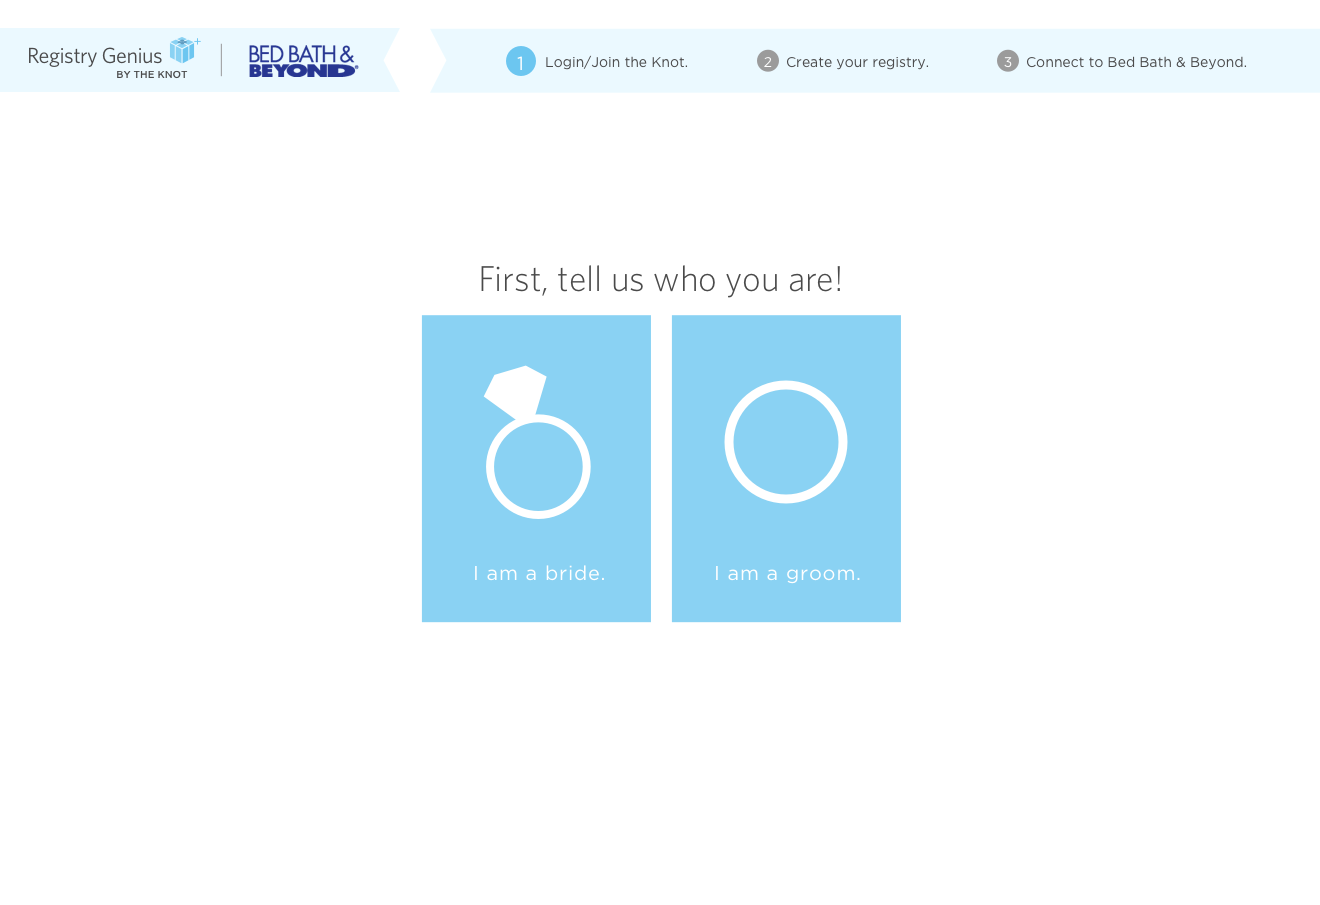 Registry Genius
BY THE KNOT
BED BATH &
BEYOND®
1 Login/Join the Knot.
2 Create your registry.
3 Connect to Bed Bath & Beyond.
First, tell us who you are!
I am a bride.
I am a groom.